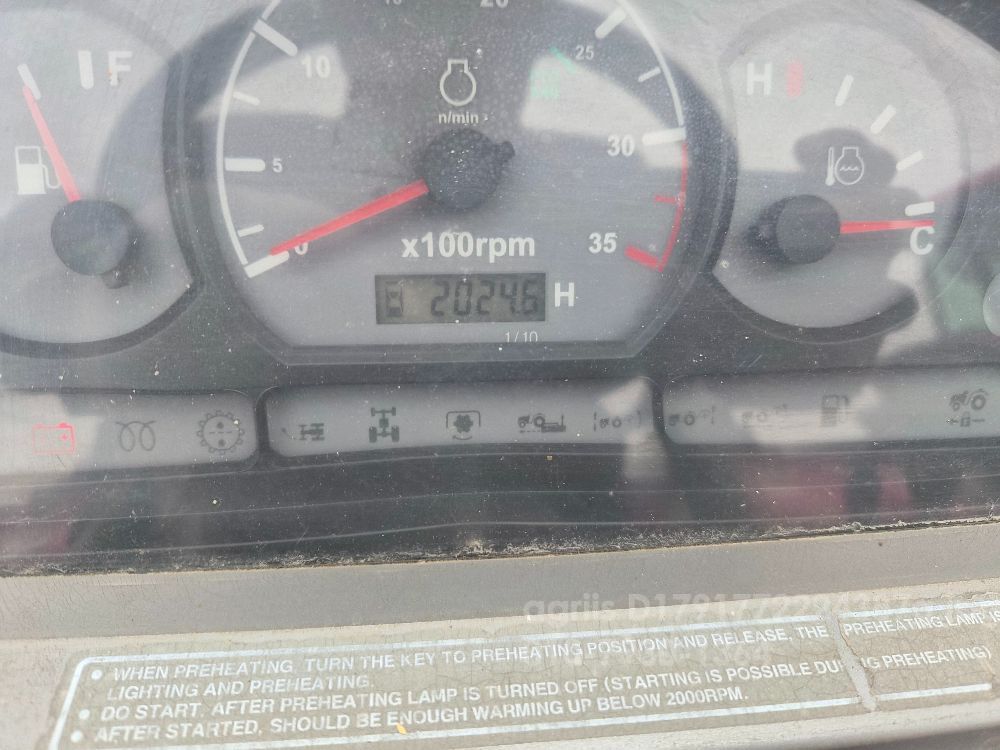 F
10
20
25
n/min
5
30
0
35
x100rpm
2024.6 H
1/10
H
C
• WHEN PREHEATING, TURN THE KEY TO PREHEATING POSITION AND RELEASE, THE PREHEATING LAMP IS
LIGHTING AND PREHEATING.
• DO START, AFTER PREHEATING LAMP IS TURNED OFF (STARTING IS POSSIBLE DURING PREHEATING)
• AFTER STARTED, SHOULD BE ENOUGH WARMING UP BELOW 2000RPM.